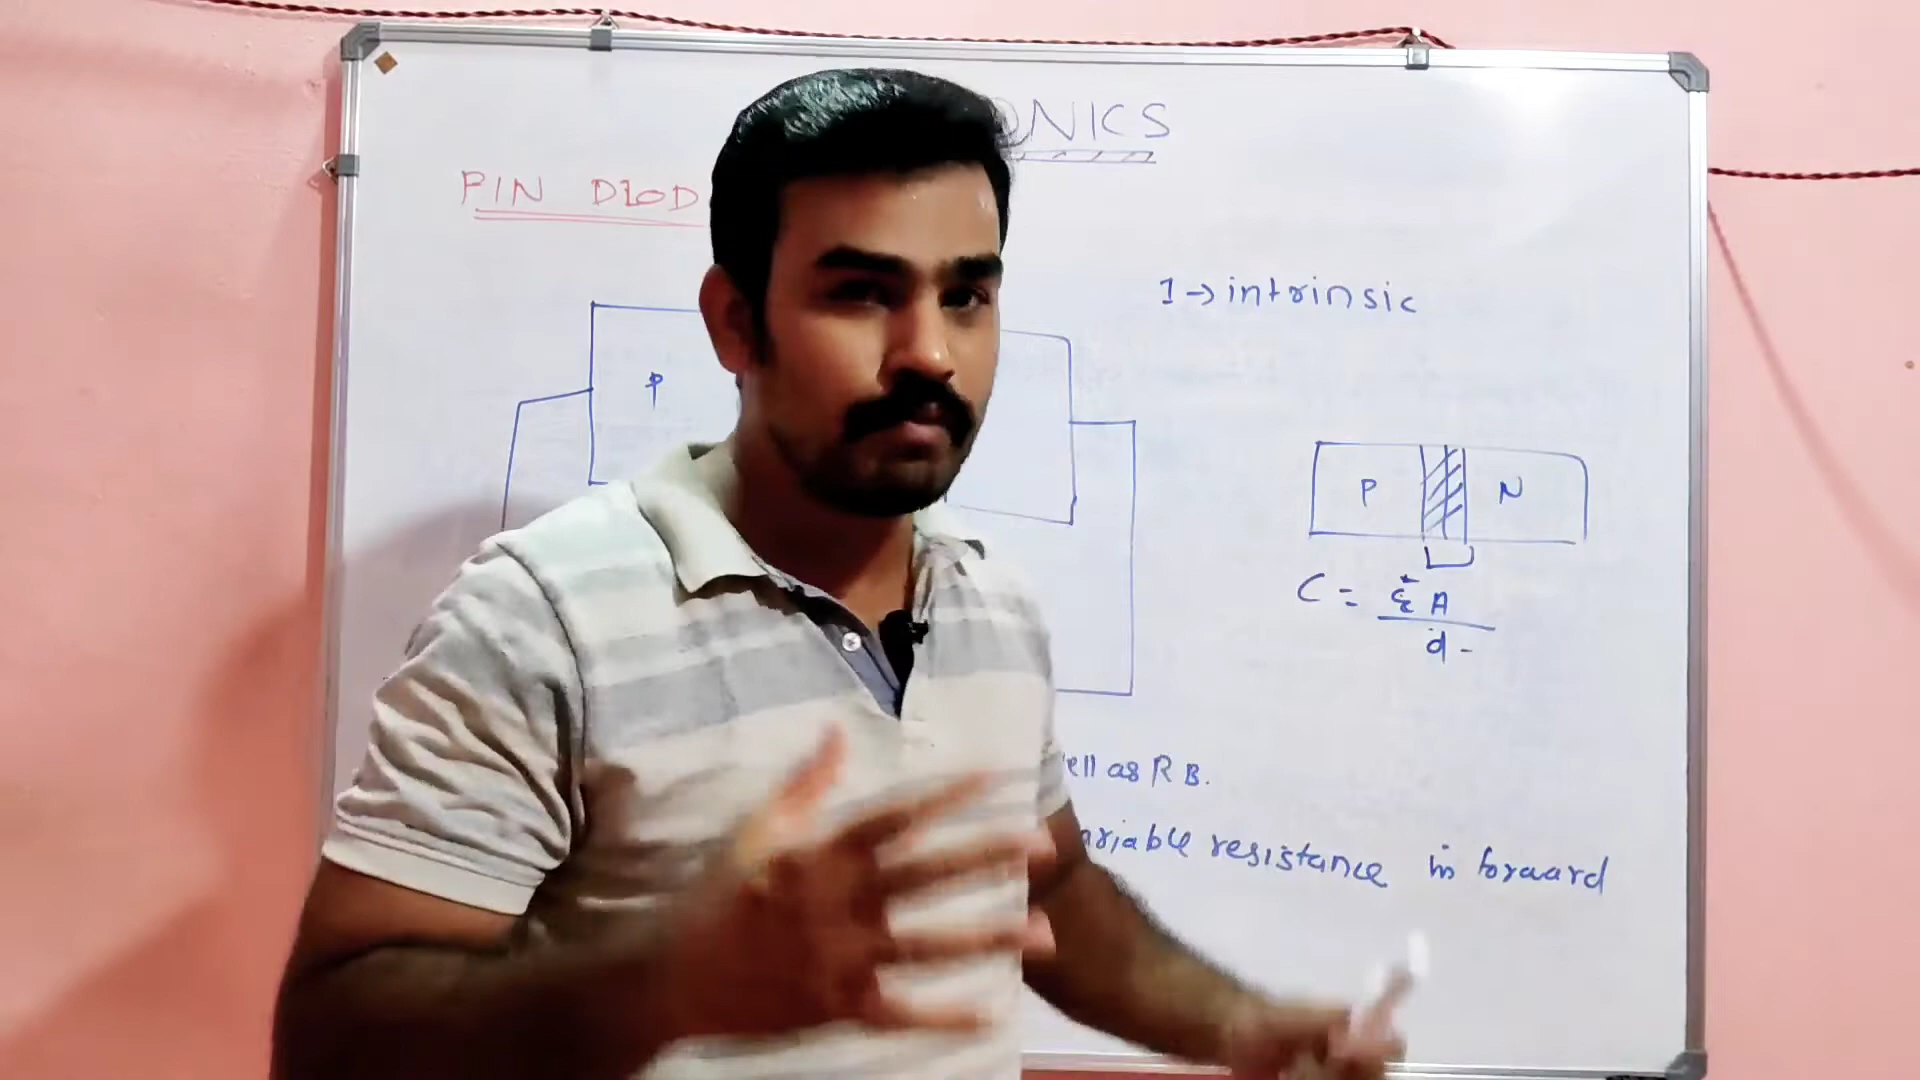 ONICS
PIN DIOD
I → intrinsic
P
P N
C = ε A
d
ell as R B.
ariable resistance in forward